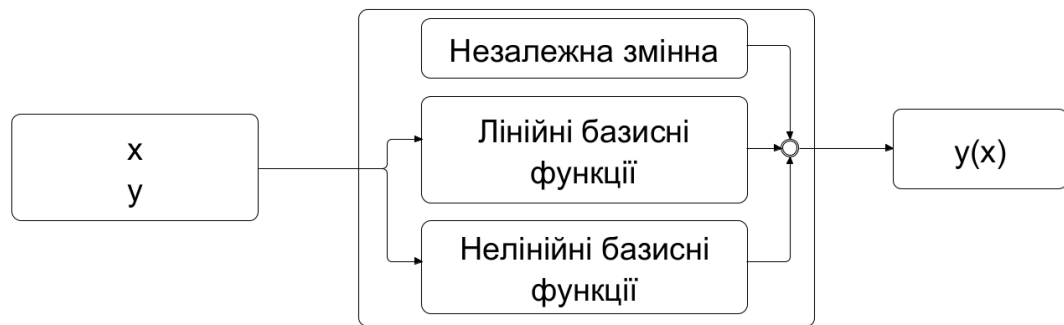 Незалежна змінна
x
y
Лінійні базисні
функції
y(x)
Нелінійні базисні
функції